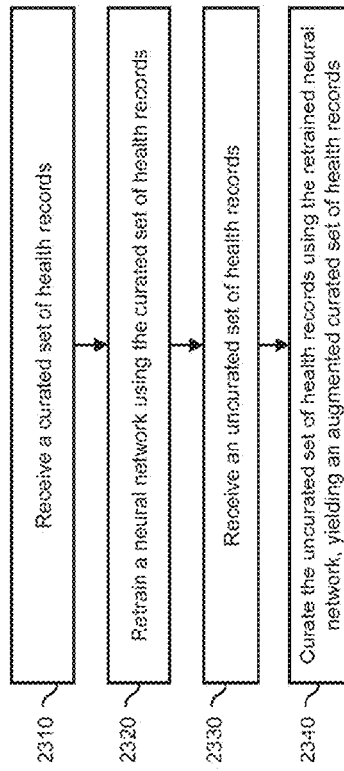 2310
Receive a curated set of health records
2320
Retrain a neural network using the curated set of health records
2330
Receive an uncurated set of health records
2340
Curate the uncurated set of health records using the retrained neural
network, yielding an augmented curated set of health records